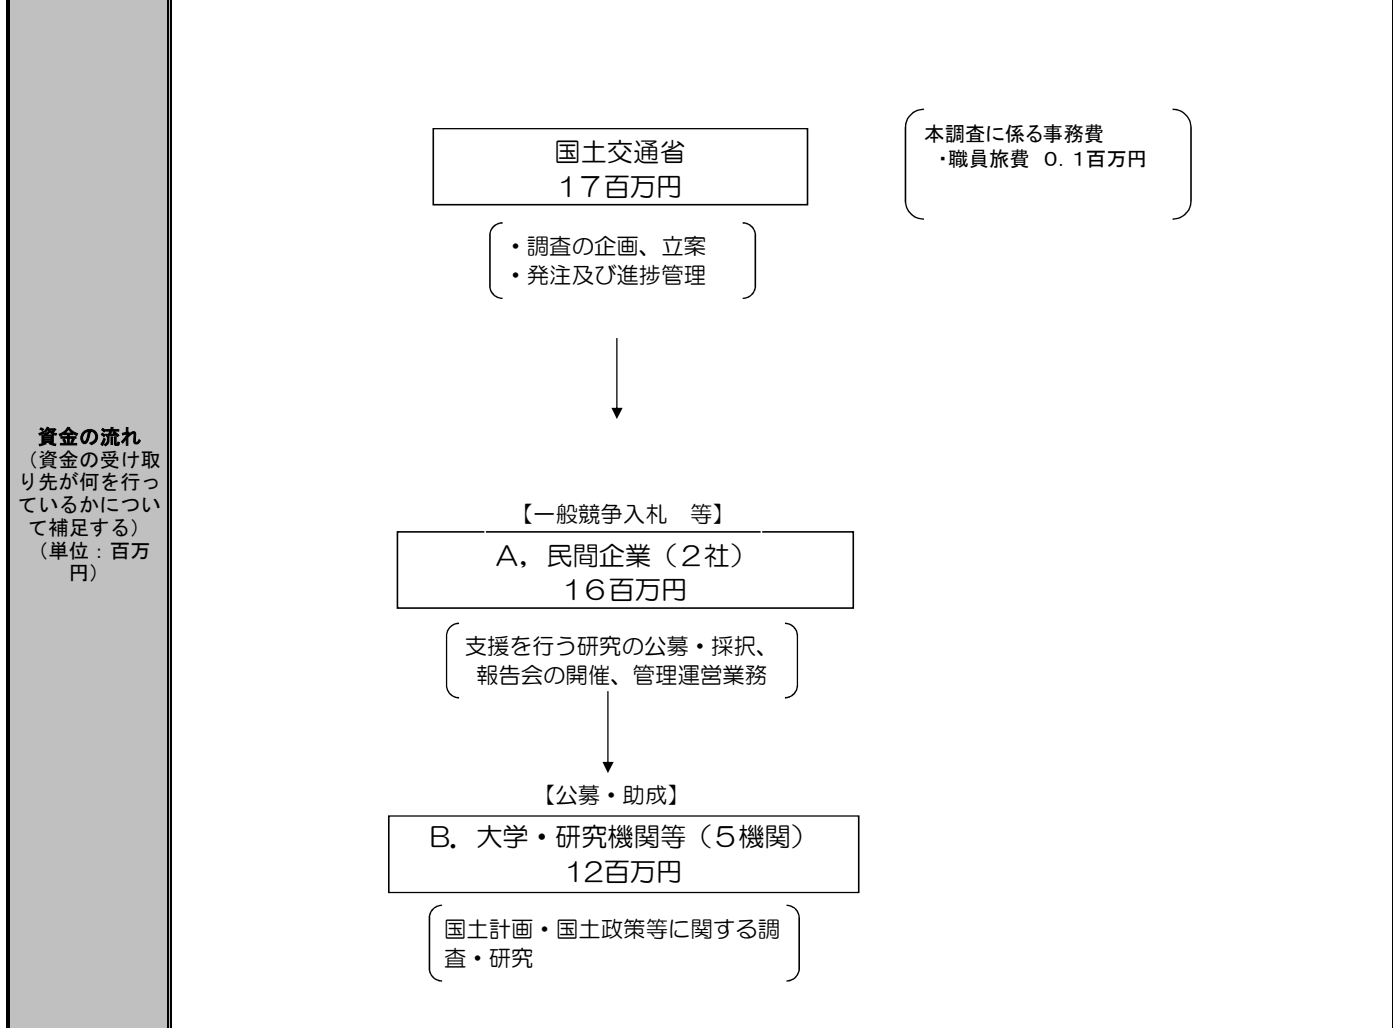 資金の流れ
（資金の受け取
り先が何を行っ
ているかについ
て補足する）
（単位：百万
円）
国土交通省
１７百万円
本調査に係る事務費
・職員旅費　０．１百万円
・調査の企画、立案
・発注及び進捗管理
【一般競争入札　等】
Ａ，民間企業（２社）
１６百万円
支援を行う研究の公募・採択、
報告会の開催、管理運営業務
【公募・助成】
Ｂ．大学・研究機関等（５機関）
12百万円
国土計画・国土政策等に関する調
査・研究